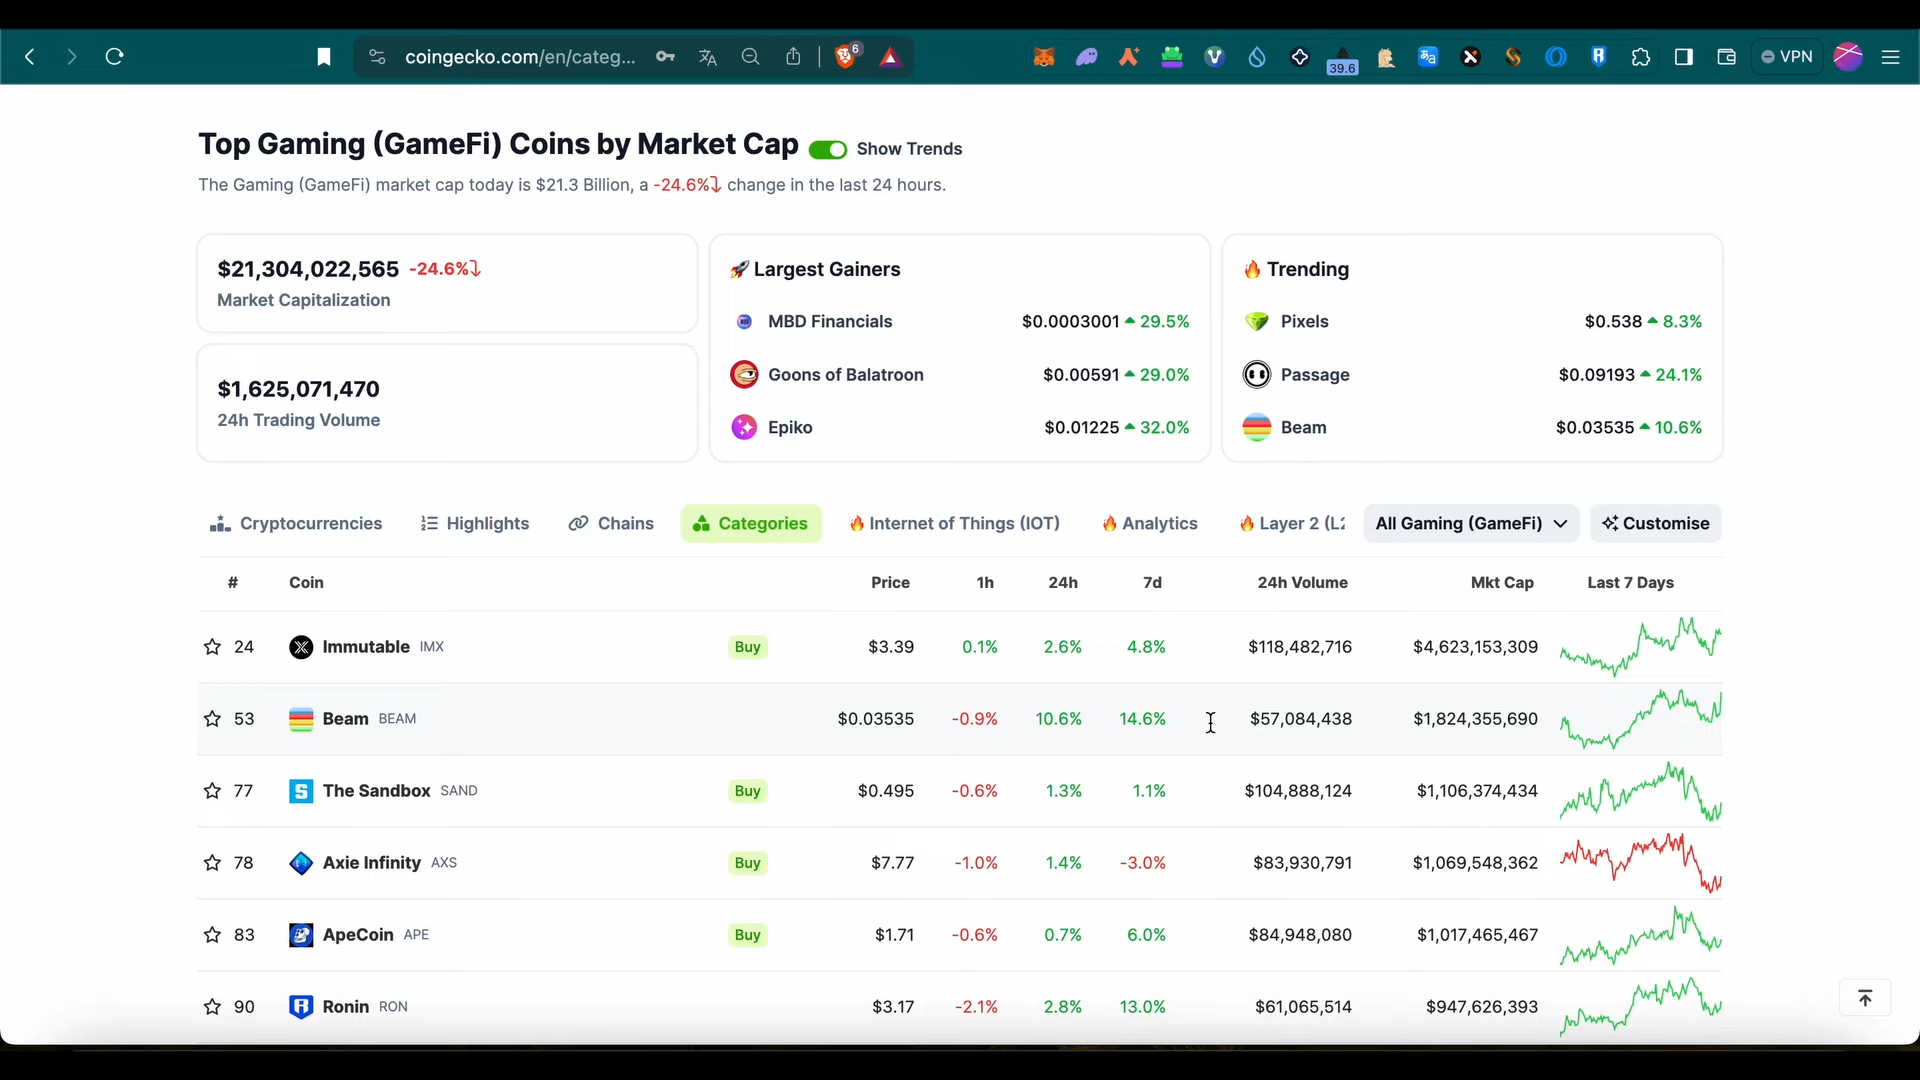 coingecko.com/en/categ...
6
39.6
VPN
Top Gaming (GameFi) Coins by Market Cap Show Trends
The Gaming (GameFi) market cap today is $21.3 Billion, a -24.6% change in the last 24 hours.
$21,304,022,565 -24.6%
Market Capitalization
$1,625,071,470
24h Trading Volume
Largest Gainers
MBD Financials $0.0003001 29.5%
Goons of Balatroon $0.00591 29.0%
Epiko $0.01225 32.0%
Trending
Pixels $0.538 8.3%
Passage $0.09193 24.1%
Beam $0.03535 10.6%
Cryptocurrencies Highlights Chains Categories Internet of Things (IOT) Analytics Layer 2 (L2 All Gaming (GameFi) Customise
# Coin Price 1h 24h 7d 24h Volume Mkt Cap Last 7 Days
24 Immutable IMX Buy $3.39 0.1% 2.6% 4.8% $118,482,716 $4,623,153,309
53 Beam BEAM $0.03535 -0.9% 10.6% 14.6% $57,084,438 $1,824,355,690
77 The Sandbox SAND Buy $0.495 -0.6% 1.3% 1.1% $104,888,124 $1,106,374,434
78 Axie Infinity AXS Buy $7.77 -1.0% 1.4% -3.0% $83,930,791 $1,069,548,362
83 ApeCoin APE Buy $1.71 -0.6% 0.7% 6.0% $84,948,080 $1,017,465,467
90 Ronin RON $3.17 -2.1% 2.8% 13.0% $61,065,514 $947,626,393